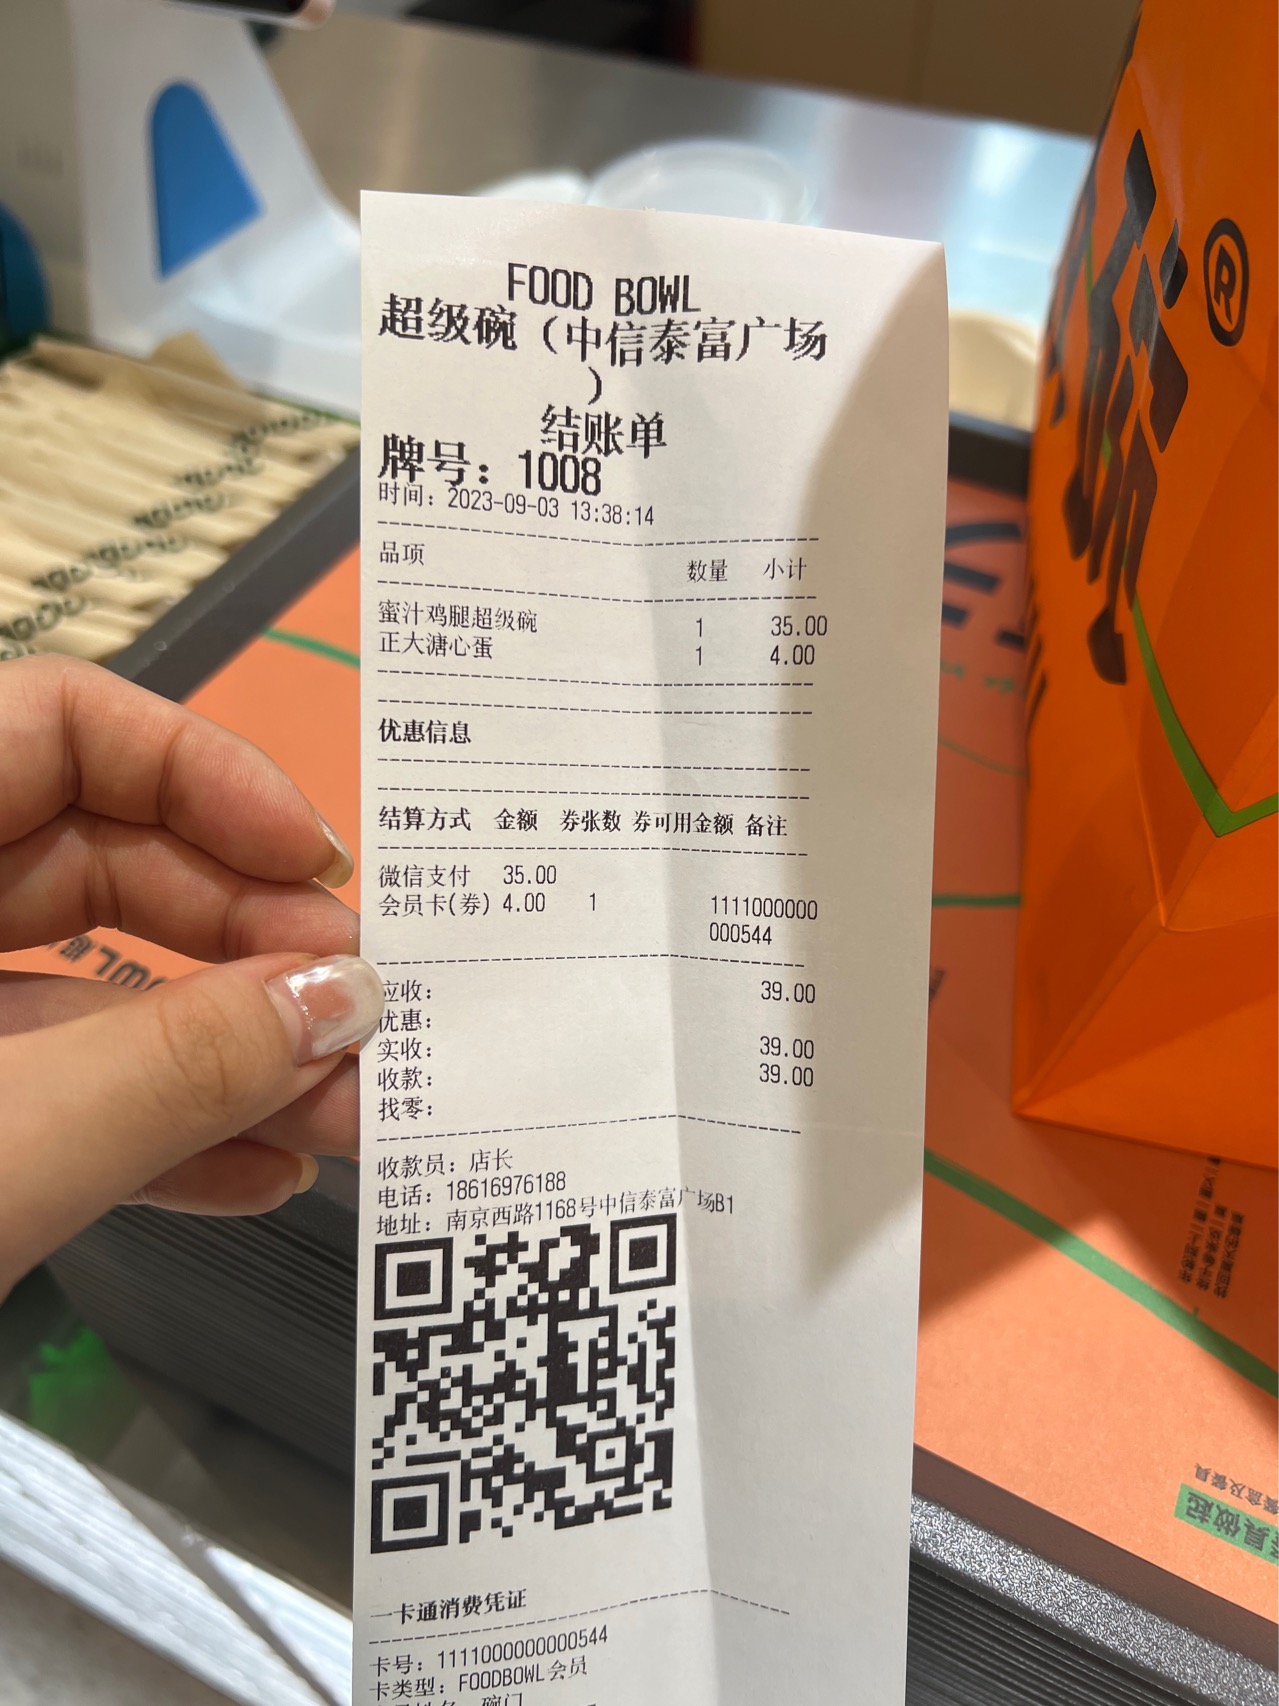 FOOD BOWL
超级碗（中信泰富广场
）
结账单
牌号：1008
时间：2023-09-03 13:38:14
品项 数量 小计
蜜汁鸡腿超级碗 1 35.00
正大溏心蛋 1 4.00
优惠信息
结算方式 金额 券张数 券可用金额 备注
微信支付 35.00
会员卡(券) 4.00 1 1111000000
000544
应收： 39.00
优惠：
实收： 39.00
收款： 39.00
找零：
收款员：店长
电话：18616976188
地址：南京西路1168号中信泰富广场B1
一卡通消费凭证
卡号：1111000000000544
卡类型：FOODBOWL会员
碗门
®